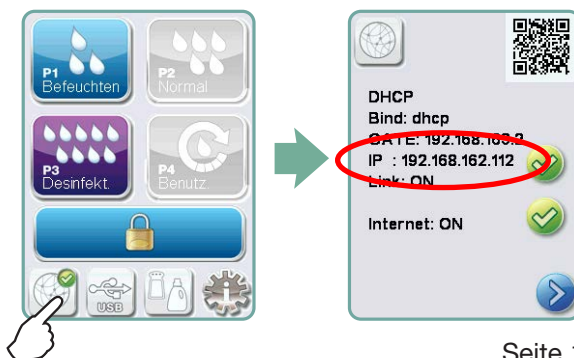 P1
Befeuchten
P2
Normal
P3
Desinfekt.
P4
Benutz.
USB
DHCP
Bind: dhcp
IP : 192.168.162.112
Link: ON
Internet: ON
Seite